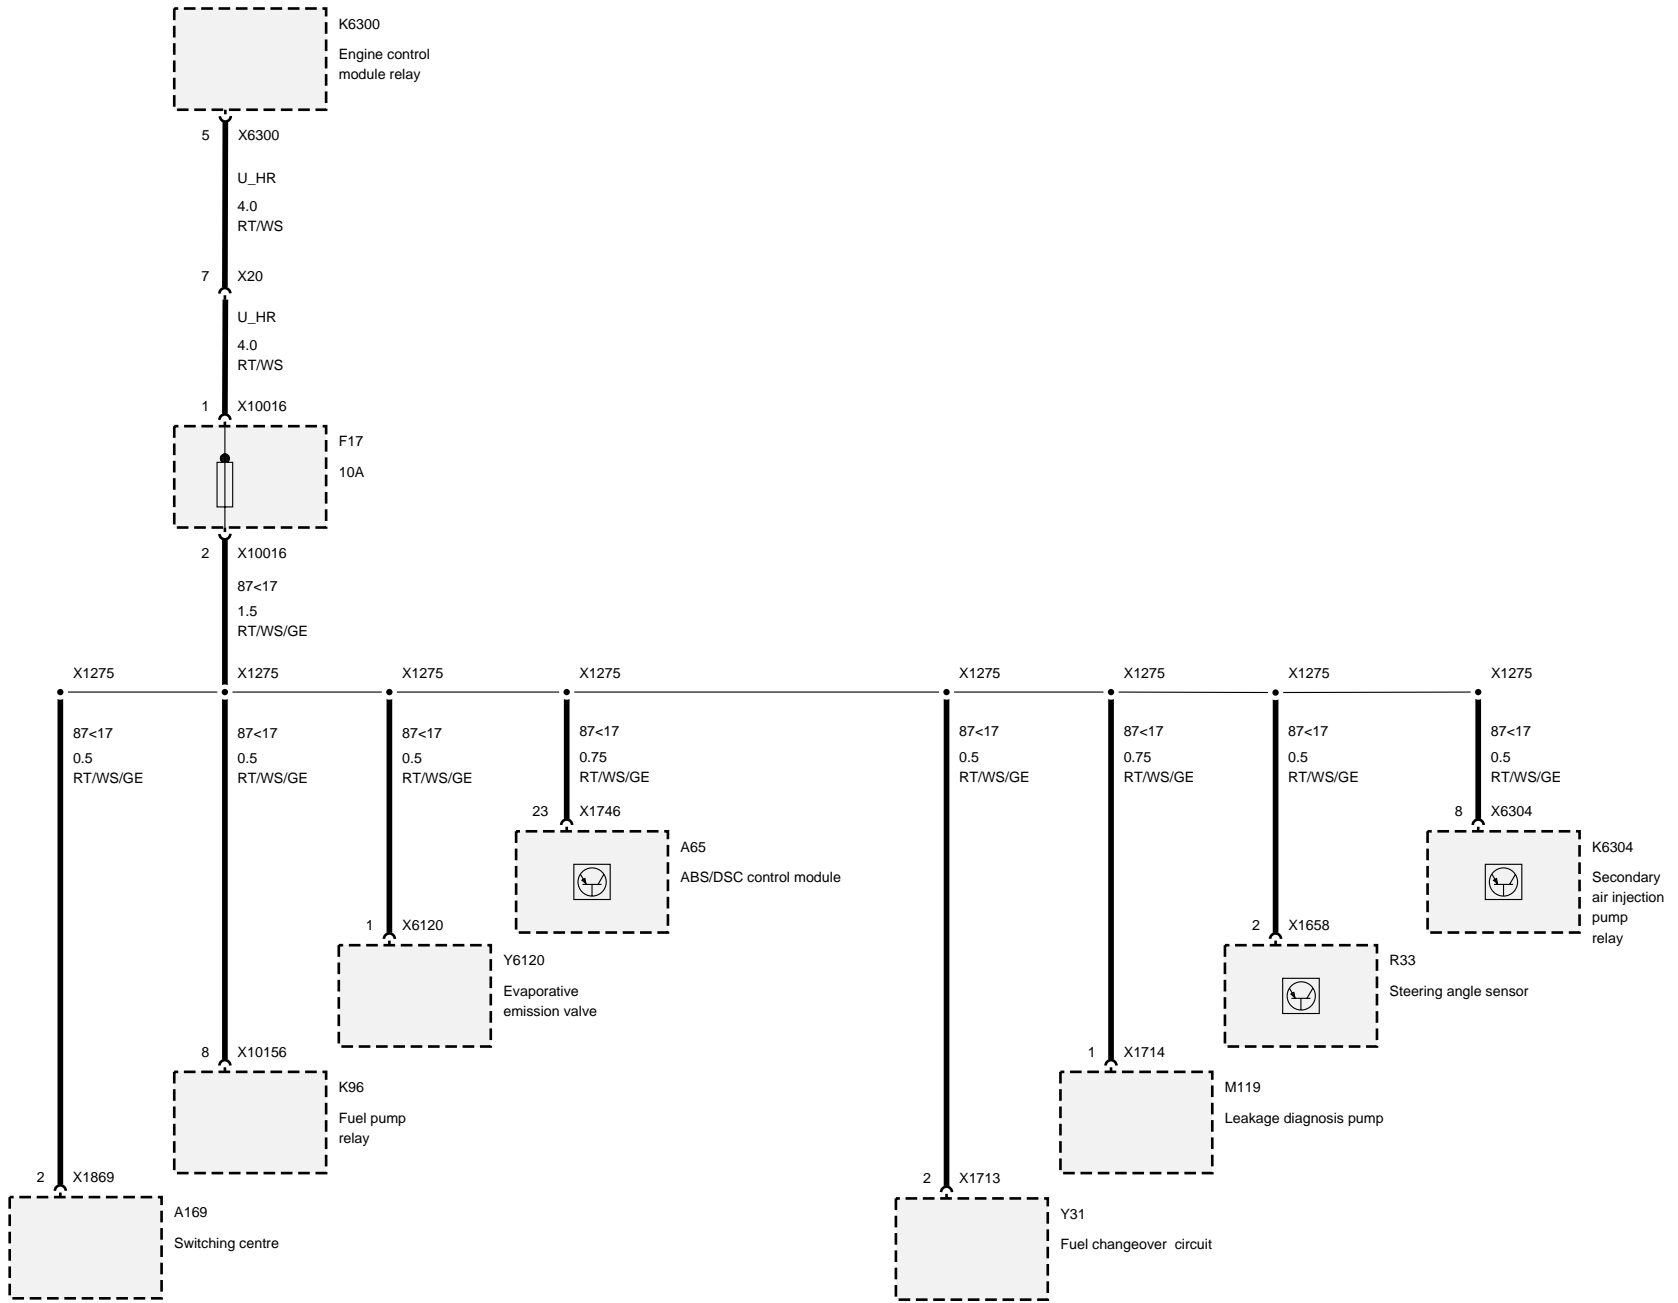 K6300
Engine control
module relay
5 X6300
U_HR
4.0
RT/WS
7 X20
U_HR
4.0
RT/WS
1 X10016
F17
10A
2 X10016
87<17
1.5
RT/WS/GE
X1275 X1275 X1275 X1275 X1275 X1275 X1275 X1275
87<17 87<17 87<17 87<17 87<17 87<17 87<17 87<17
0.5 0.5 0.5 0.75 0.5 0.75 0.5 0.5
RT/WS/GE RT/WS/GE RT/WS/GE RT/WS/GE RT/WS/GE RT/WS/GE RT/WS/GE RT/WS/GE
23 X1746
A65
ABS/DSC control module
8 X6304
K6304
Secondary
air injection
pump
relay
1 X6120
Y6120
Evaporative
emission valve
2 X1658
R33
Steering angle sensor
8 X10156
K96
Fuel pump
relay
1 X1714
M119
Leakage diagnosis pump
2 X1869
A169
Switching centre
2 X1713
Y31
Fuel changeover  circuit